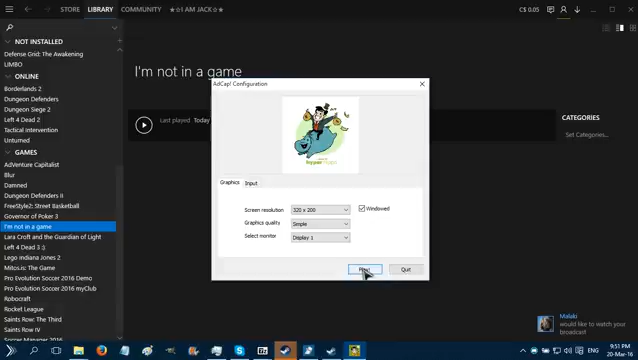 STORE LIBRARY COMMUNITY ★☆I AM JACK☆★ C$ 0.05
NOT INSTALLED
Defense Grid: The Awakening
LIMBO
ONLINE
Borderlands 2
Dungeon Defenders
Dungeon Siege 2
Left 4 Dead 2
Tactical Intervention
Unturned
GAMES
AdVenture Capitalist
Blur
Damned
Dungeon Defenders II
FreeStyle2: Street Basketball
Governor of Poker 3
I'm not in a game
Lara Croft and the Guardian of Light
Left 4 Dead 3 :)
Lego Indiana Jones 2
Mitos.is: The Game
Pro Evolution Soccer 2016 Demo
Pro Evolution Soccer 2016 myClub
Robocraft
Rocket League
Saints Row: The Third
Saints Row IV
I'm not in a game
Last played Today
CATEGORIES
Set Categories...
AdCap! Configuration
hyper
Graphics Input
Screen resolution 320 x 200 Windowed
Graphics quality Simple
Select monitor Display 1
Quit
Malaki
would like to watch your
broadcast!
ENG
9:51 PM
20-Mar-16